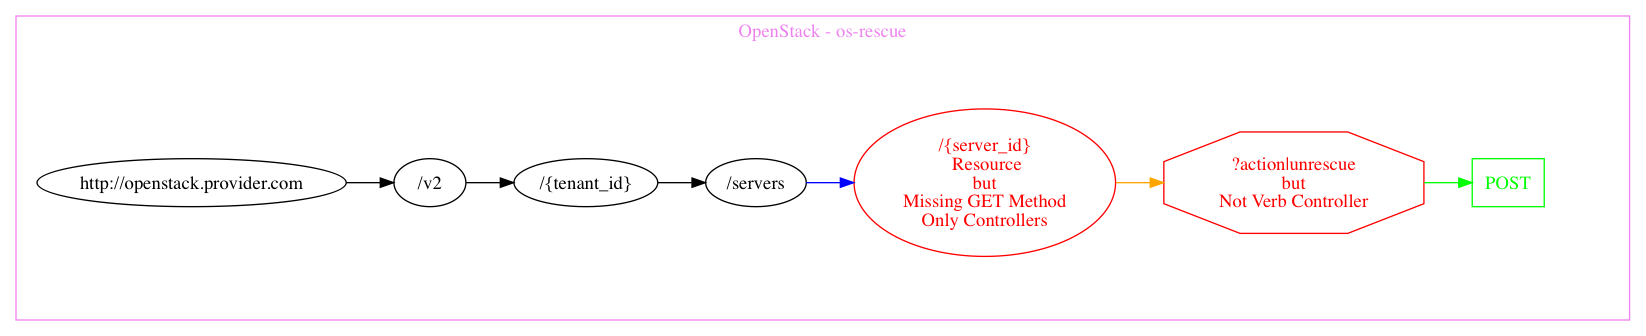 OpenStack - os-rescue
http://openstack.provider.com
/v2
/{tenant_id}
/servers
/{server_id}
Resource
but
Missing GET Method
Only Controllers
?action|unrescue
but
Not Verb Controller
POST